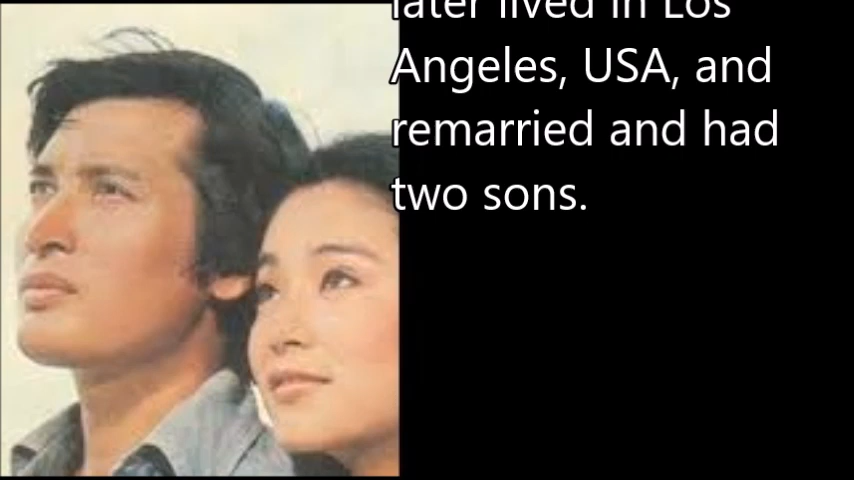 later lived in Los
Angeles, USA, and
remarried and had
two sons.